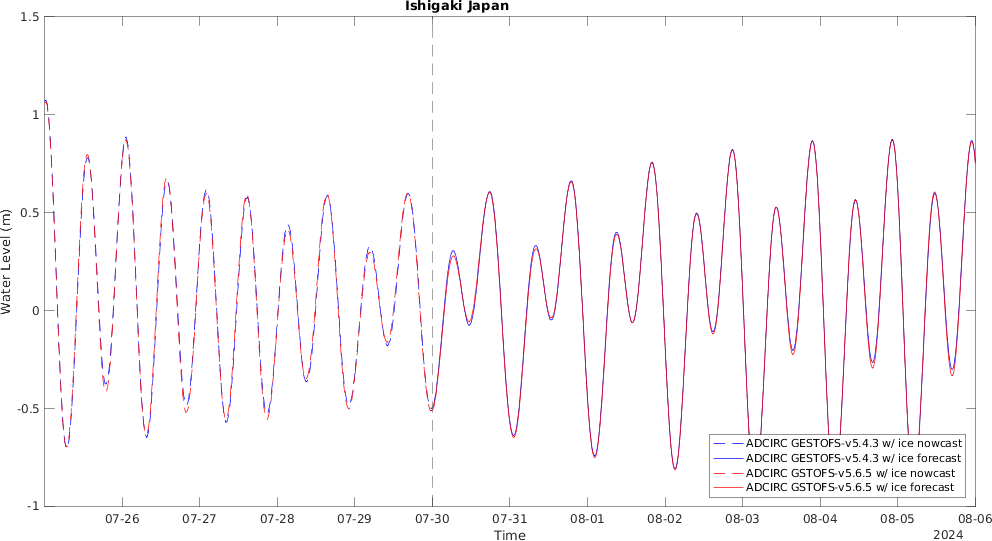 Ishigaki Japan
1.5
1
0.5
0
-0.5
-1
Water Level (m)
07-26
07-27
07-28
07-29
07-30
07-31
08-01
08-02
08-03
08-04
08-05
08-06
Time
2024
ADCIRC GESTOFS-v5.4.3 w/ ice nowcast
ADCIRC GESTOFS-v5.4.3 w/ ice forecast
ADCIRC GSTOFS-v5.6.5 w/ ice nowcast
ADCIRC GSTOFS-v5.6.5 w/ ice forecast